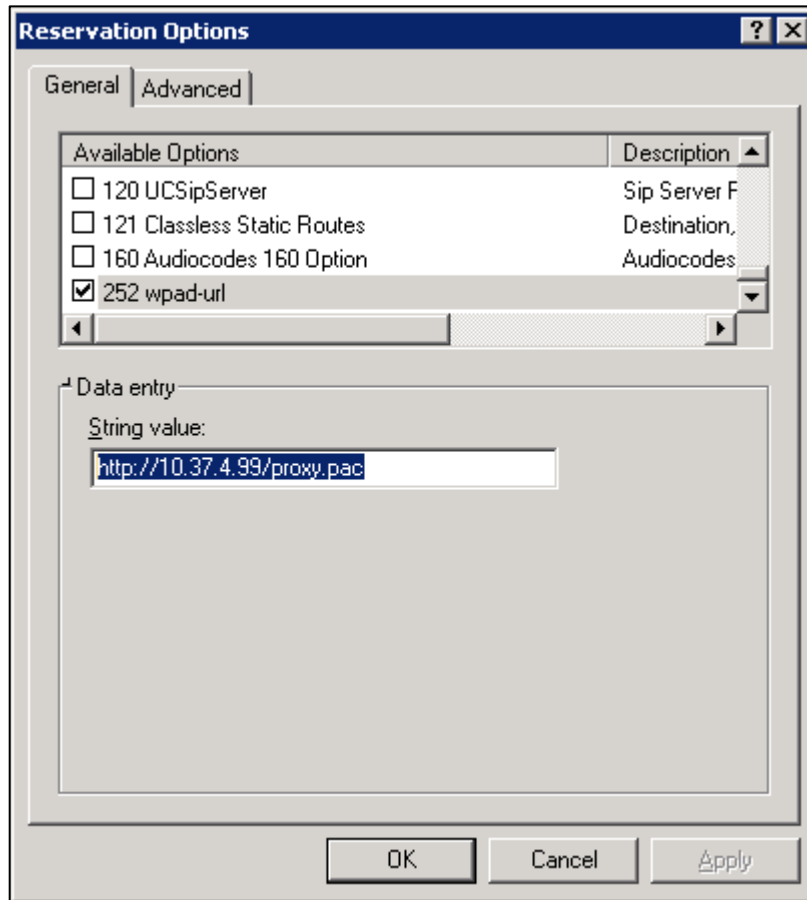 Reservation Options
General Advanced
Available Options Description
120 UCSipServer Sip Server F
121 Classless Static Routes Destination,
160 Audiocodes 160 Option Audiocodes
252 wpad-url
Data entry
String value:
http://10.37.4.99/proxy.pac
OK Cancel Apply